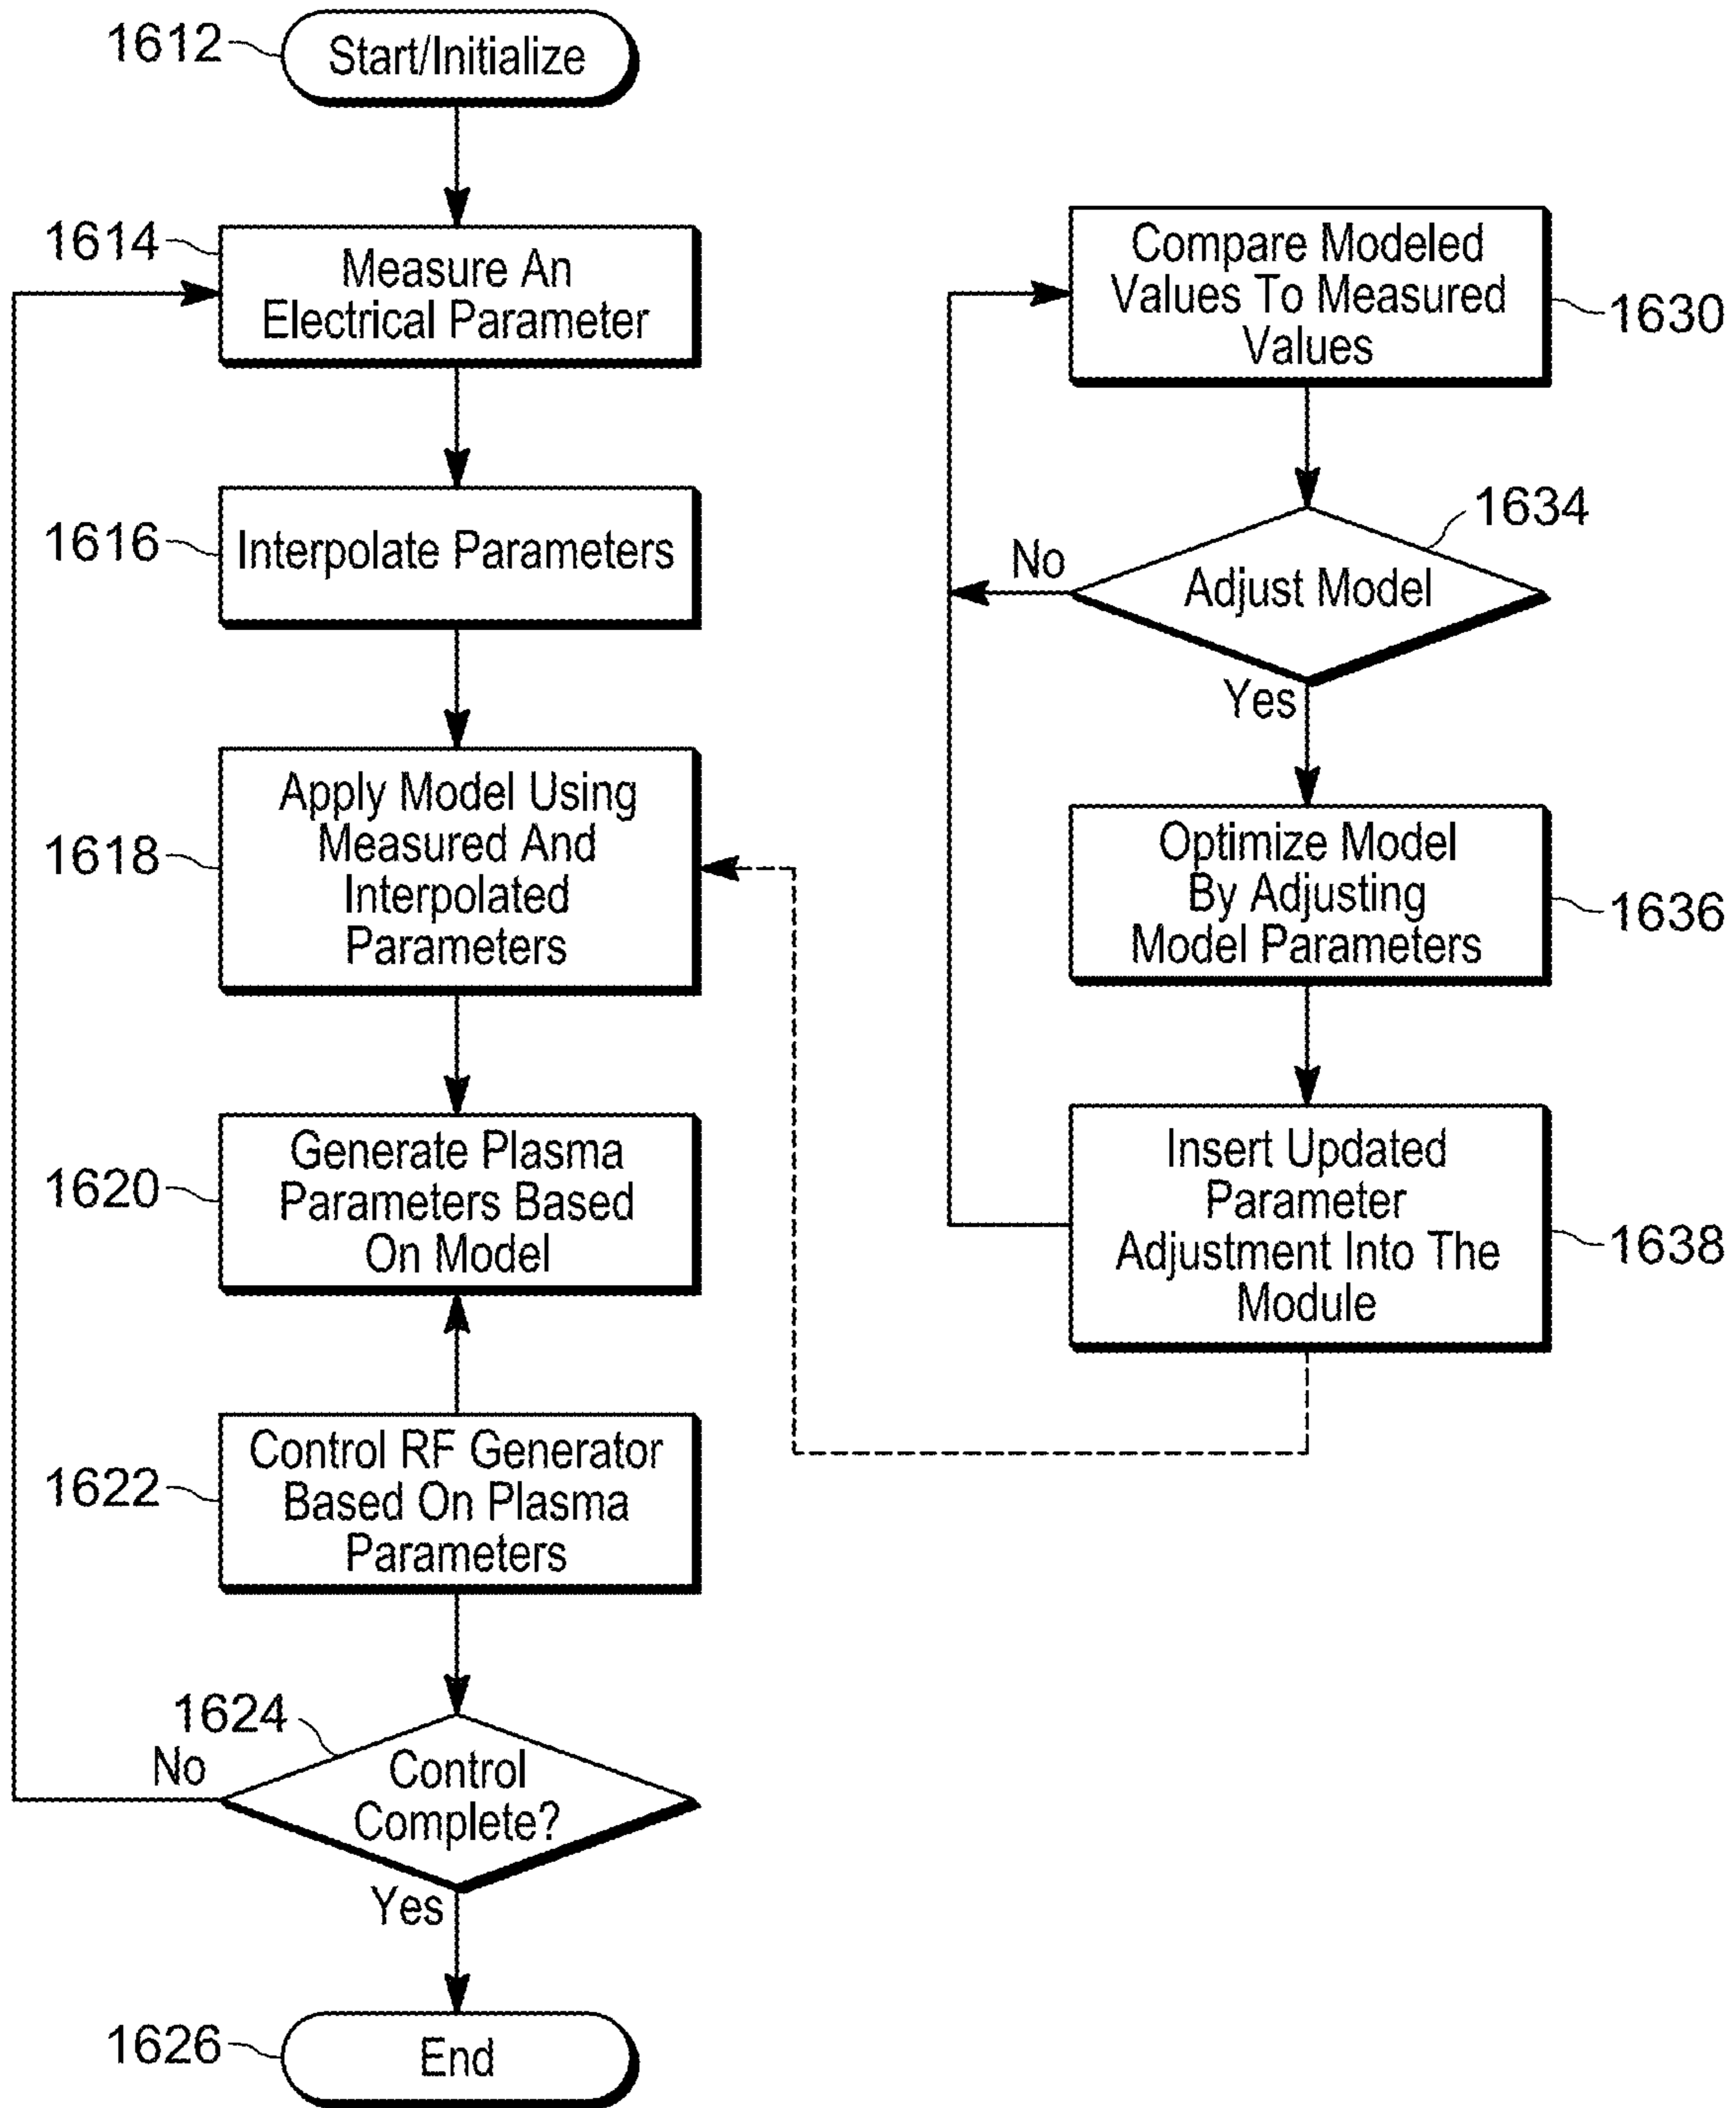 1612
Start/Initialize
1614
Measure An
Electrical Parameter
1616
Interpolate Parameters
1618
Apply Model Using
Measured And
Interpolated
Parameters
1620
Generate Plasma
Parameters Based
On Model
1622
Control RF Generator
Based On Plasma
Parameters
1624
No
Control
Complete?
Yes
1626
End
Compare Modeled
Values To Measured
Values
1630
1634
No
Adjust Model
Yes
Optimize Model
By Adjusting
Model Parameters
1636
Insert Updated
Parameter
Adjustment Into The
Module
1638